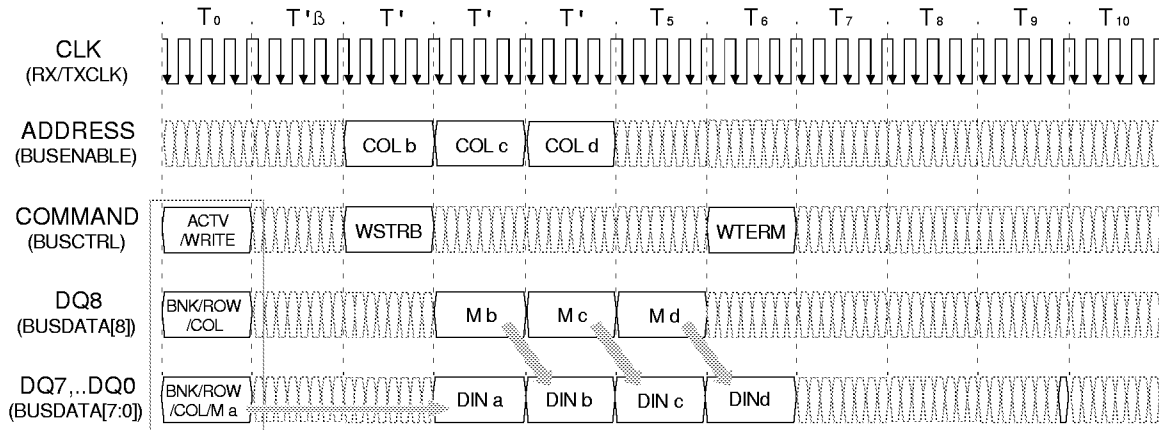 T0 T'ß T' T' T' T5 T6 T7 T8 T9 T10
CLK
(RX/TXCLK)
ADDRESS
(BUSENABLE)
COL b COL c COL d
COMMAND
(BUSCTRL)
ACTV
/WRITE
WSTRB WTERM
DQ8
(BUSDATA[8])
BNK/ROW
/COL
M b M c M d
DQ7,..DQ0
(BUSDATA[7:0])
BNK/ROW
/COL/M a
DIN a DIN b DIN c DINd